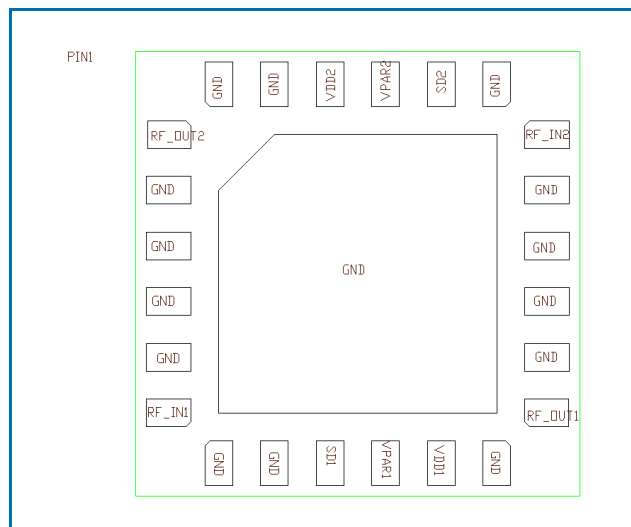 PIN1
GND
GND
VDD2
VPAR2
SD2
GND
RF_OUT2
RF_IN2
GND
GND
GND
GND
GND
GND
GND
GND
GND
RF_IN1
RF_OUT1
GND
GND
SD1
VPAR1
VDD1
GND